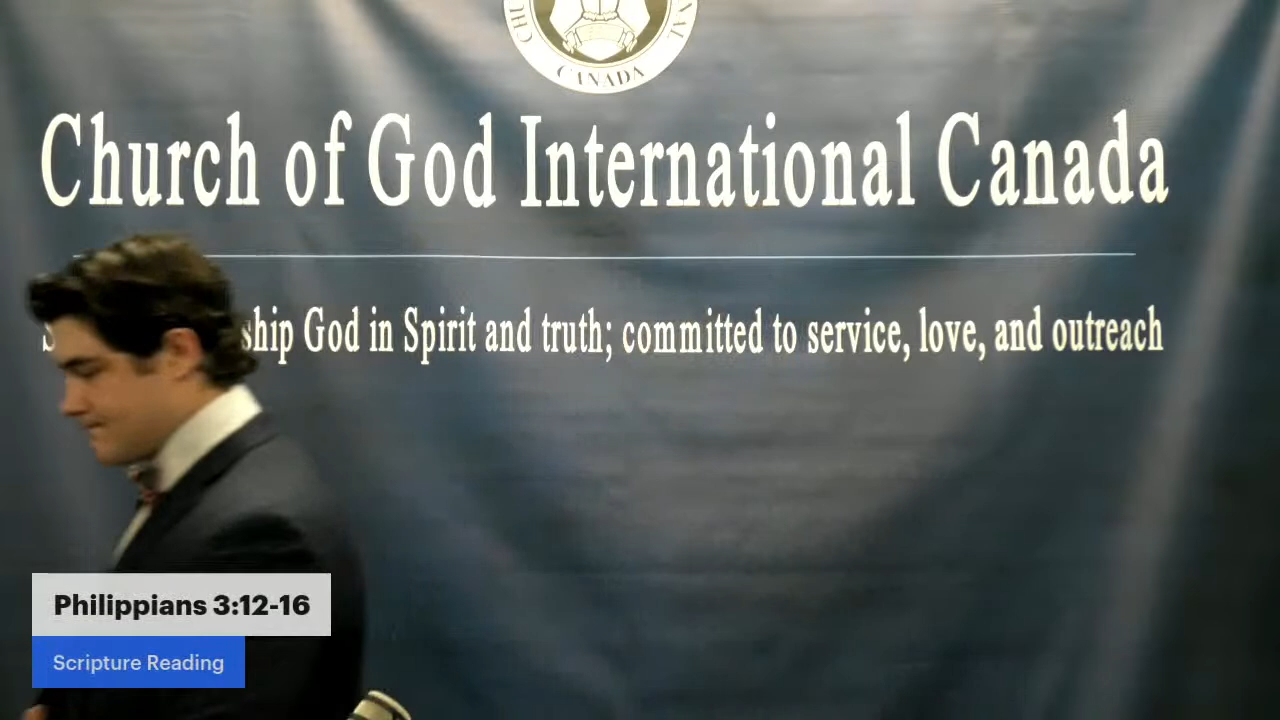 CANADA
Church of God International Canada
God in Spirit and truth; committed to service, love, and outreach
Philippians 3:12-16
Scripture Reading